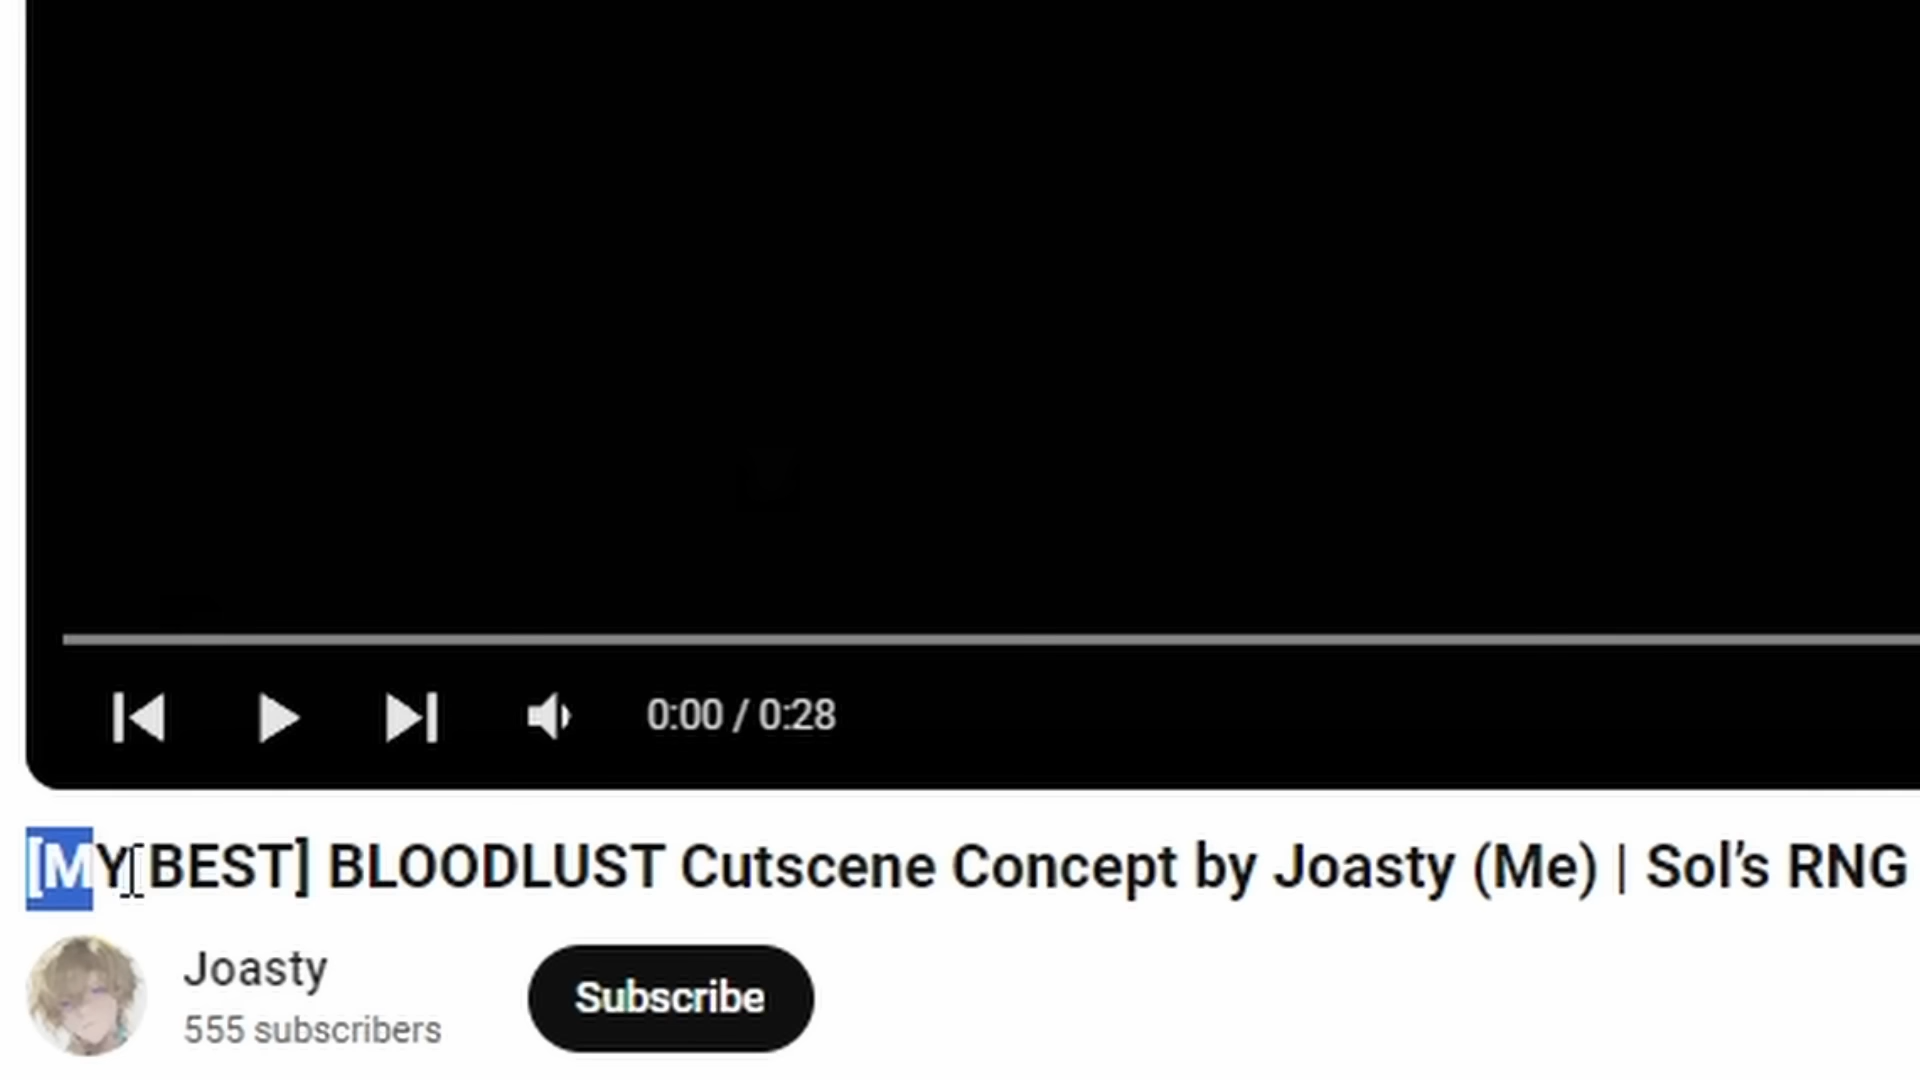 0:00 / 0:28
[MY BEST] BLOODLUST Cutscene Concept by Joasty (Me) | Sol’s RNG
Joasty
Subscribe
555 subscribers